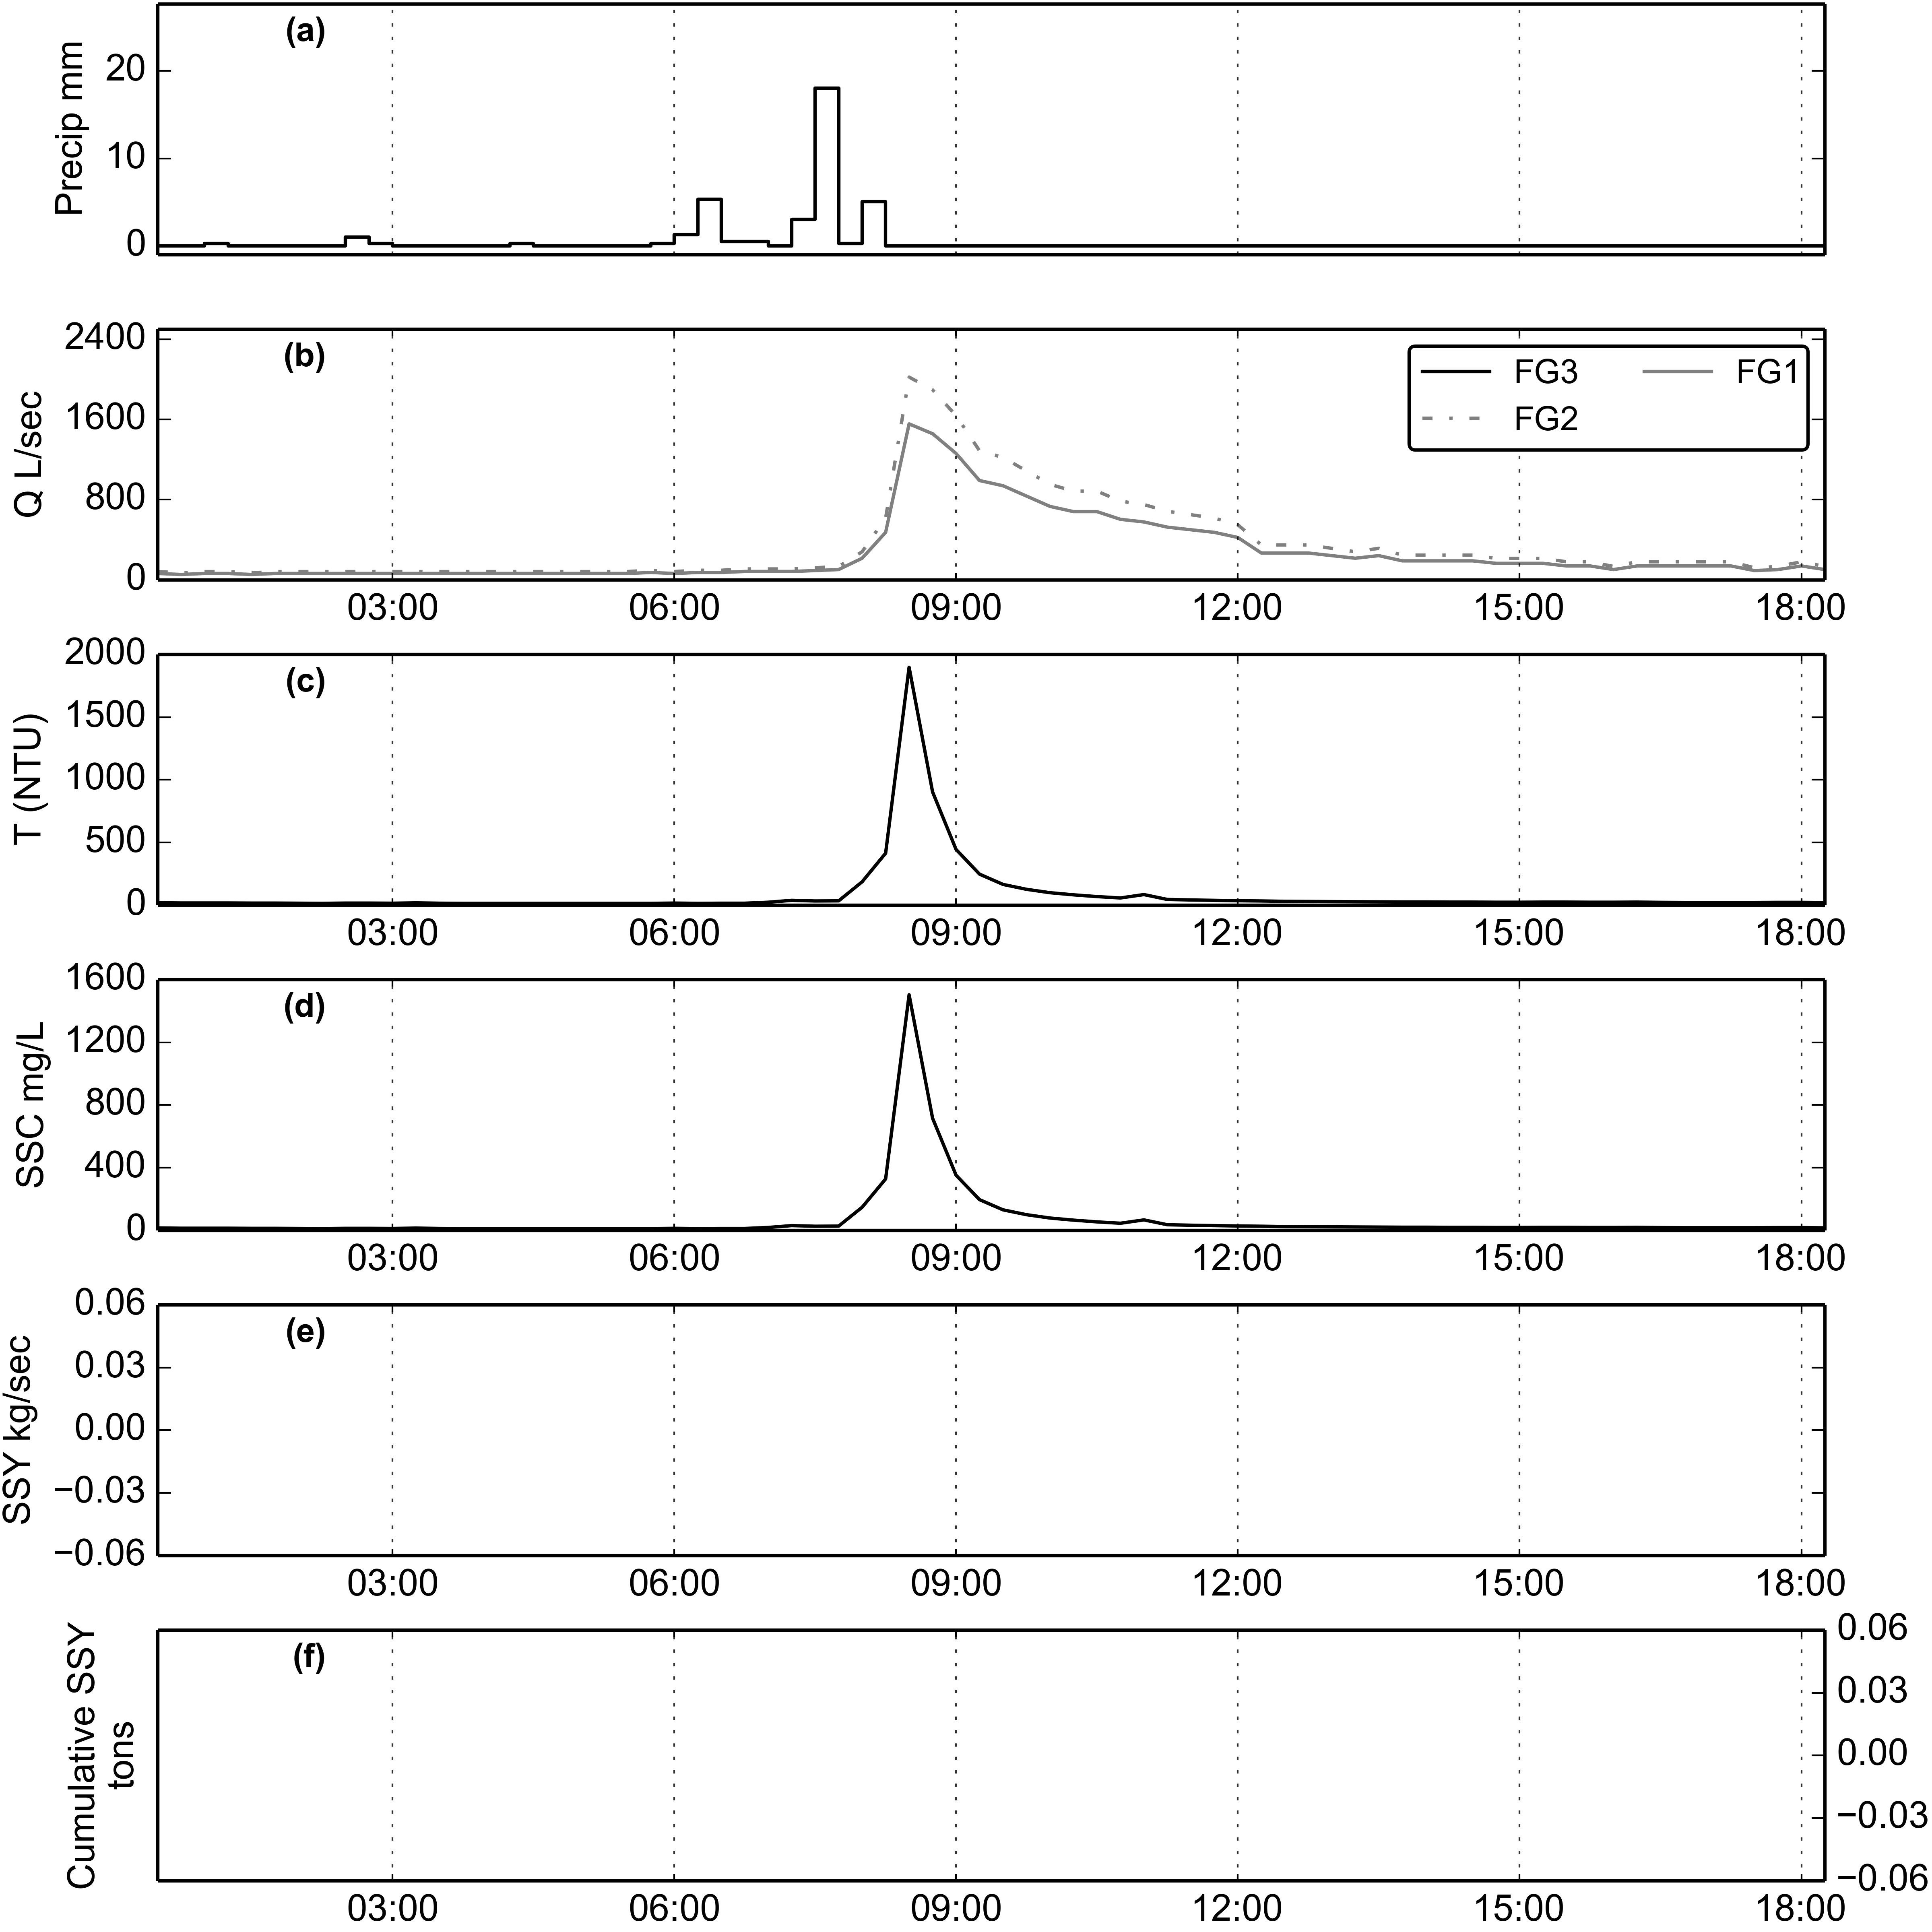 (a)
Precip mm
20
10
0
(b)
Q L/sec
2400
1600
800
0
FG3 FG1
FG2
03:00 06:00 09:00 12:00 15:00 18:00
(c)
T (NTU)
2000
1500
1000
500
0
03:00 06:00 09:00 12:00 15:00 18:00
(d)
SSC mg/L
1600
1200
800
400
0
03:00 06:00 09:00 12:00 15:00 18:00
(e)
SSY kg/sec
0.06
0.03
0.00
−0.03
−0.06
03:00 06:00 09:00 12:00 15:00 18:00
(f)
Cumulative SSY
tons
0.06
0.03
0.00
−0.03
−0.06
03:00 06:00 09:00 12:00 15:00 18:00